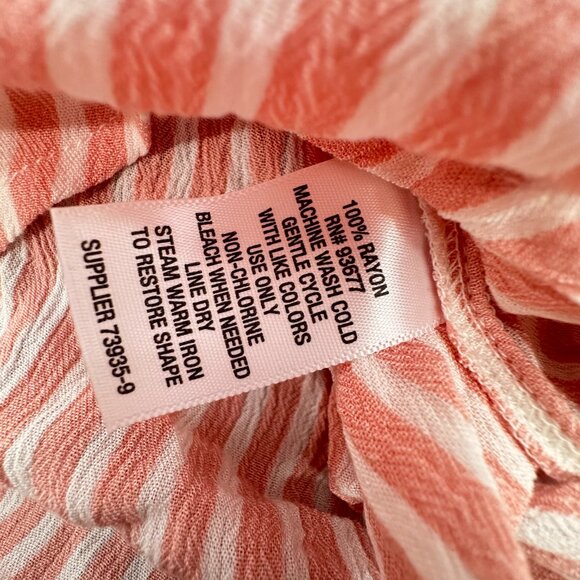 100% RAYON
RN# 93677
MACHINE WASH COLD
GENTLE CYCLE
WITH LIKE COLORS
USE ONLY
NON-CHLORINE
BLEACH WHEN NEEDED
LINE DRY
STEAM WARM IRON
TO RESTORE SHAPE
SUPPLIER 73935-9